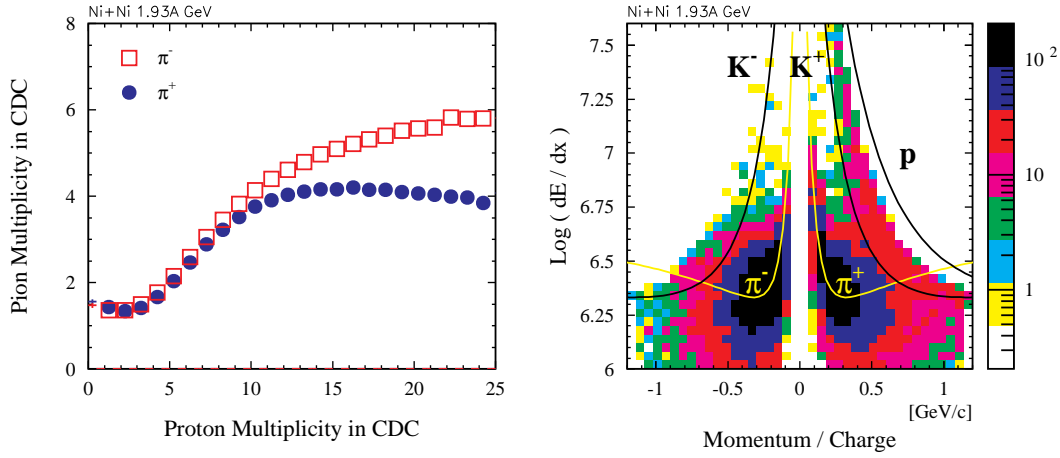 Ni+Ni 1.93A GeV
π-
π+
Pion Multiplicity in CDC
8
6
4
2
0
0 5 10 15 20 25
Proton Multiplicity in CDC
Ni+Ni 1.93A GeV
K- K+
p
π- π+
Log ( dE / dx )
7.5
7.25
7
6.75
6.5
6.25
6
-1 -0.5 0 0.5 1
[GeV/c]
Momentum / Charge
10 2
10
1